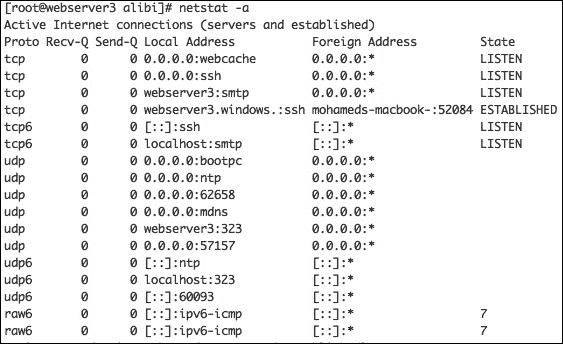 [root@webserver3 alibi]# netstat -a
Active Internet connections (servers and established)
Proto Recv-Q Send-Q Local Address           Foreign Address         State
tcp        0      0 0.0.0.0:webcache        0.0.0.0:*               LISTEN
tcp        0      0 0.0.0.0:ssh             0.0.0.0:*               LISTEN
tcp        0      0 webserver3:smtp         0.0.0.0:*               LISTEN
tcp        0      0 webserver3.windows.:ssh mohameds-macbook-:52084 ESTABLISHED
tcp6       0      0 [::]:ssh                [::]:*                  LISTEN
tcp6       0      0 localhost:smtp          [::]:*                  LISTEN
udp        0      0 0.0.0.0:bootpc          0.0.0.0:*
udp        0      0 0.0.0.0:ntp             0.0.0.0:*
udp        0      0 0.0.0.0:62658           0.0.0.0:*
udp        0      0 0.0.0.0:mdns            0.0.0.0:*
udp        0      0 webserver3:323          0.0.0.0:*
udp        0      0 0.0.0.0:57157           0.0.0.0:*
udp6       0      0 [::]:ntp                [::]:*
udp6       0      0 localhost:323           [::]:*
udp6       0      0 [::]:60093              [::]:*
raw6       0      0 [::]:ipv6-icmp          [::]:*                  7
raw6       0      0 [::]:ipv6-icmp          [::]:*                  7